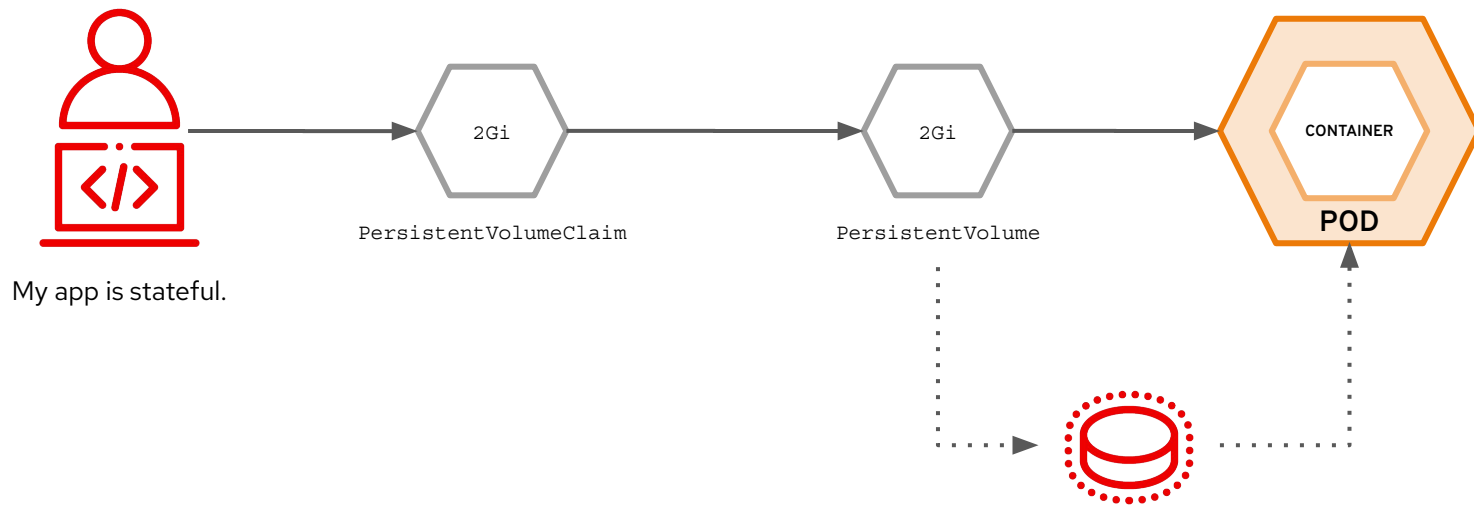 2Gi
2Gi
CONTAINER
POD
PersistentVolumeClaim
PersistentVolume
My app is stateful.